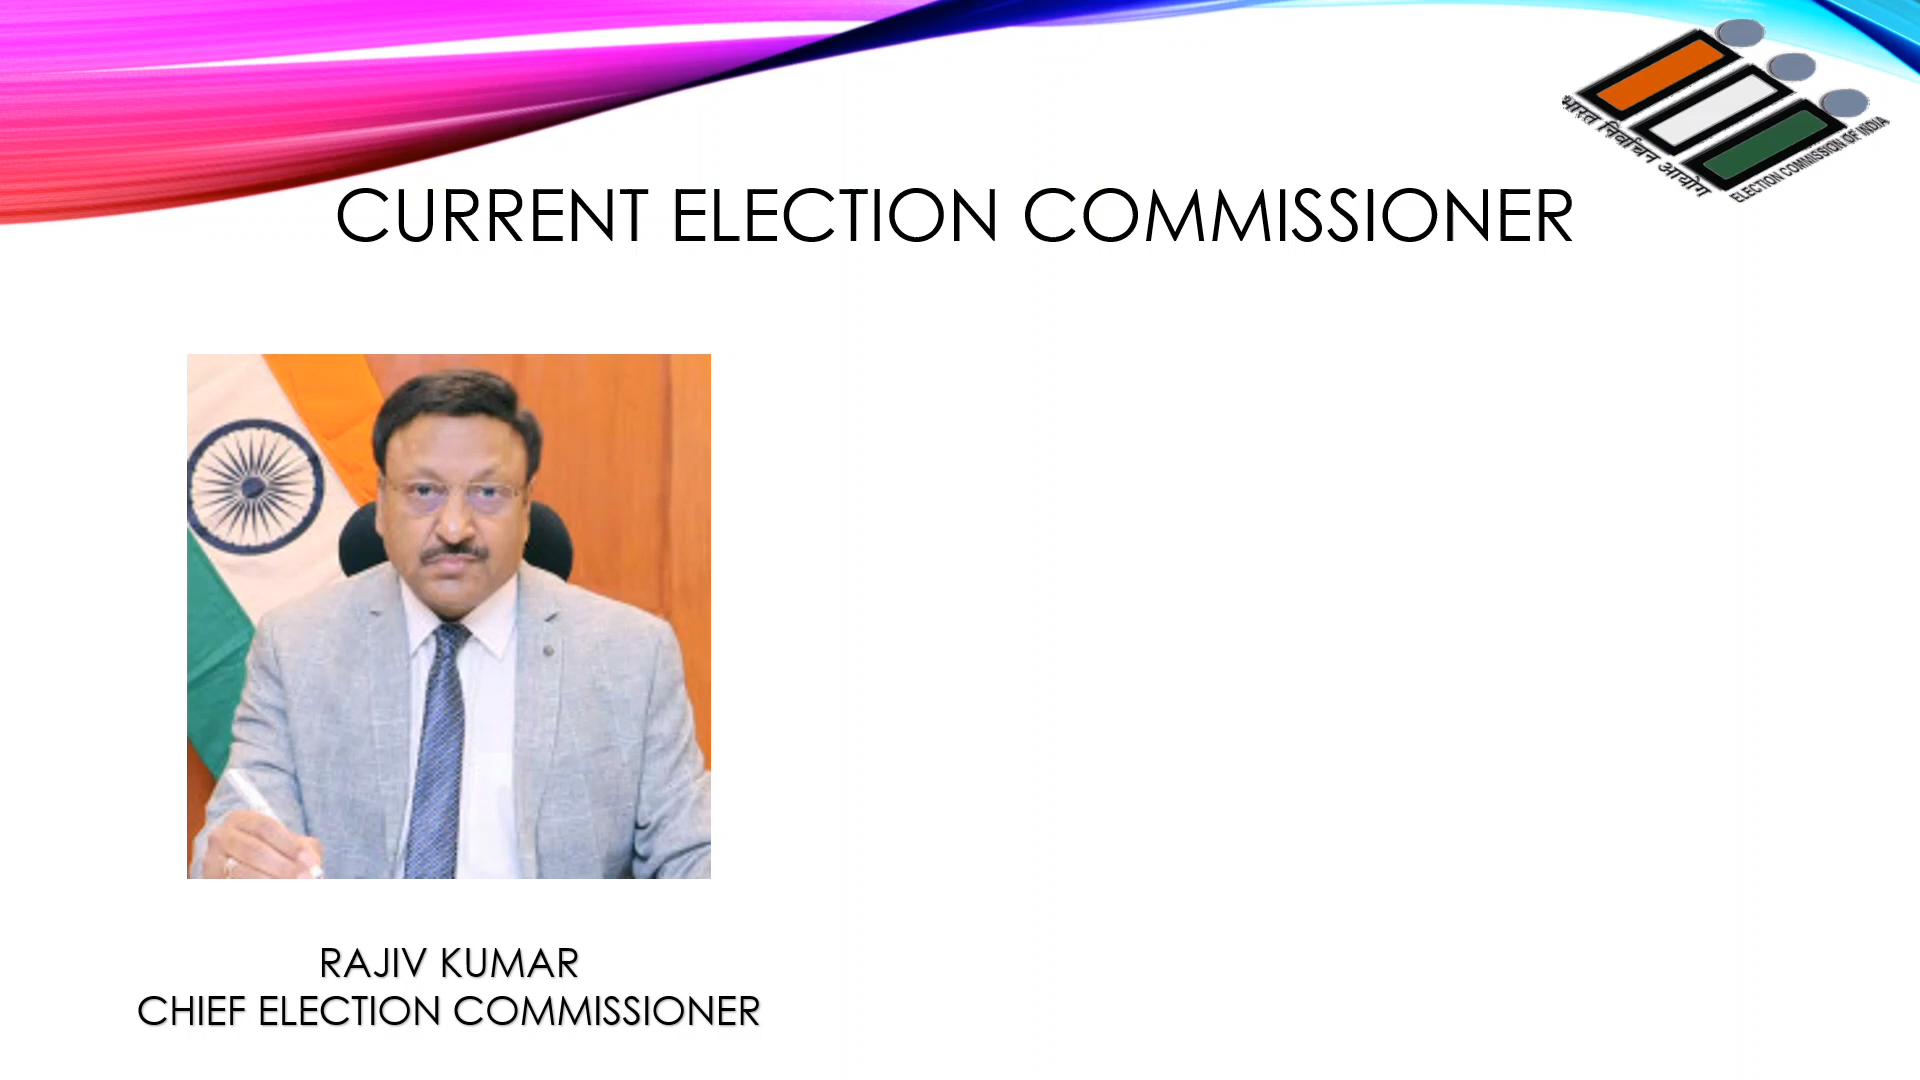 भारत निर्वाचन आयोग
ELECTION COMMISSION OF INDIA
CURRENT ELECTION COMMISSIONER
RAJIV KUMAR
CHIEF ELECTION COMMISSIONER